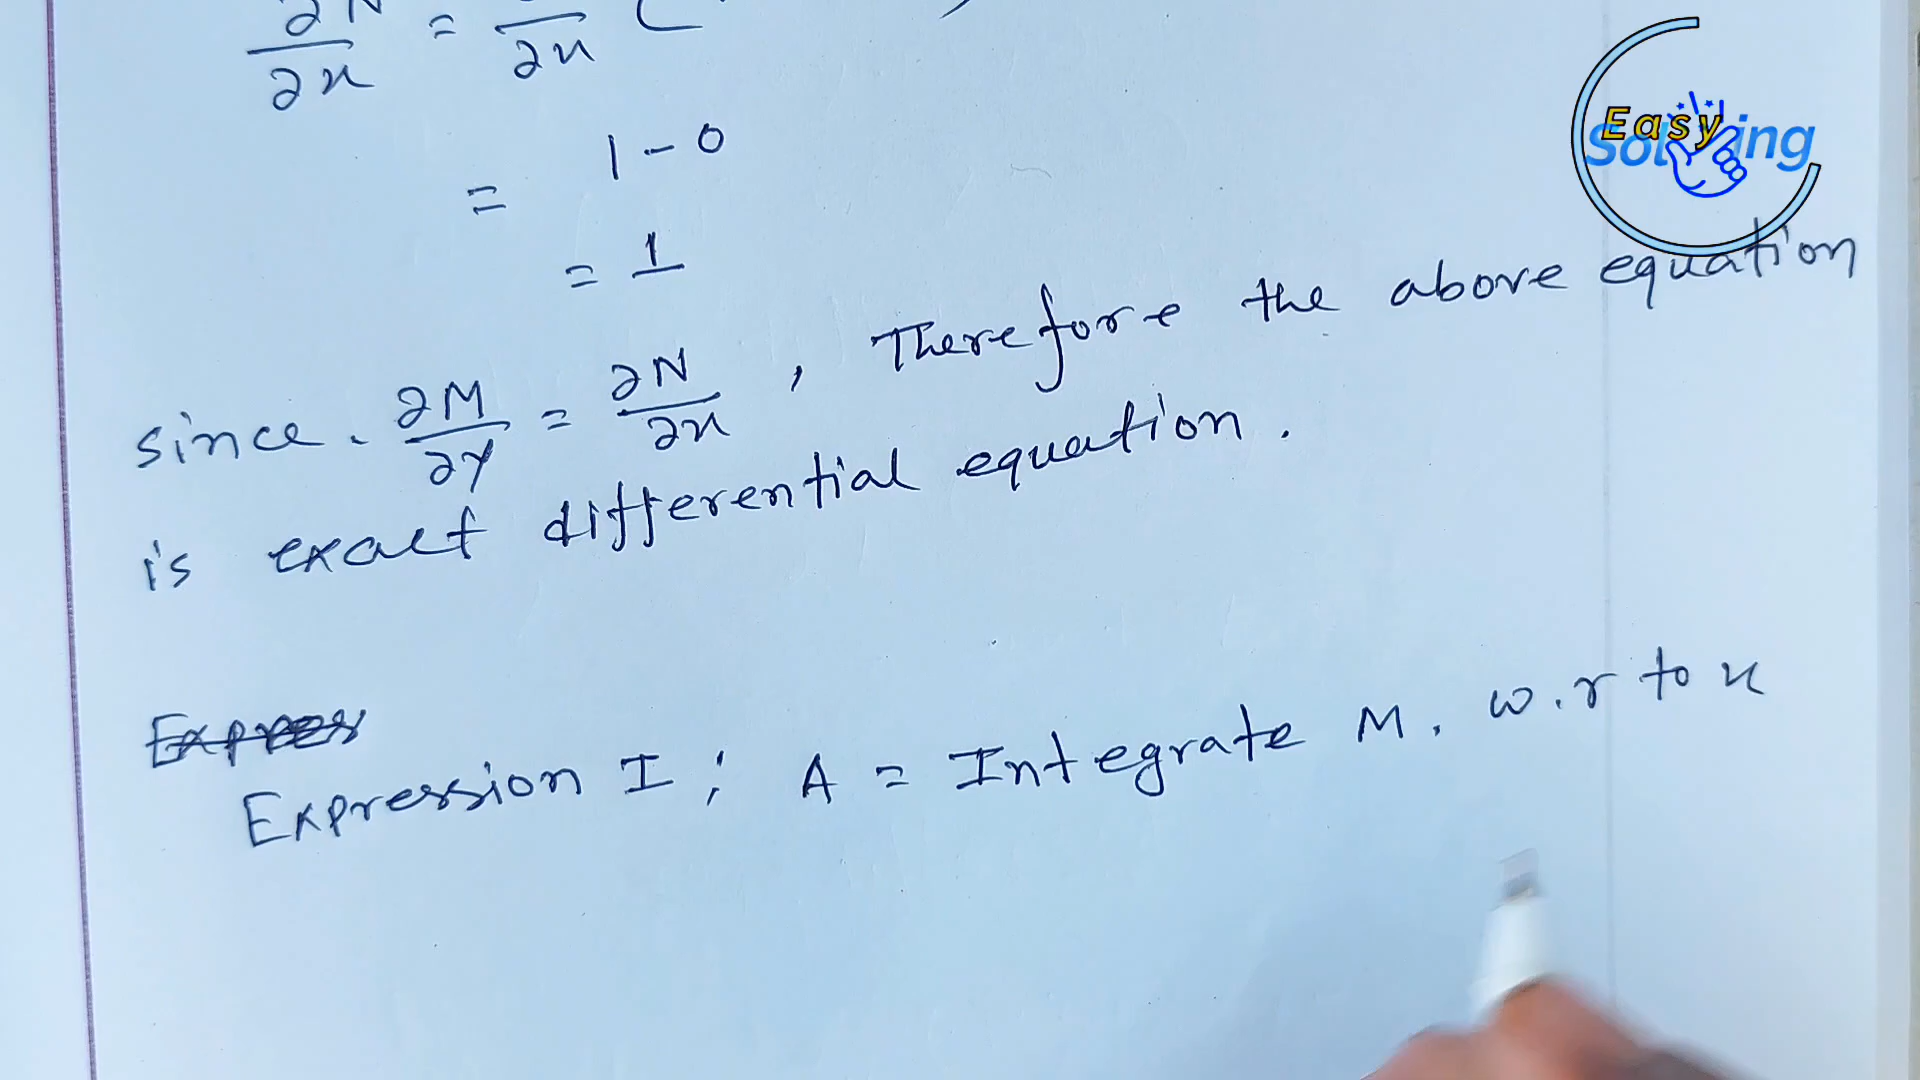 ∂N/∂x = ∂/∂x (
= 1 - 0
= 1
Easy
Solving
since. ∂M/∂y = ∂N/∂x , Therefore the above equation
is exact differential equation.
Expression I ; A = Integrate M. w.r to x